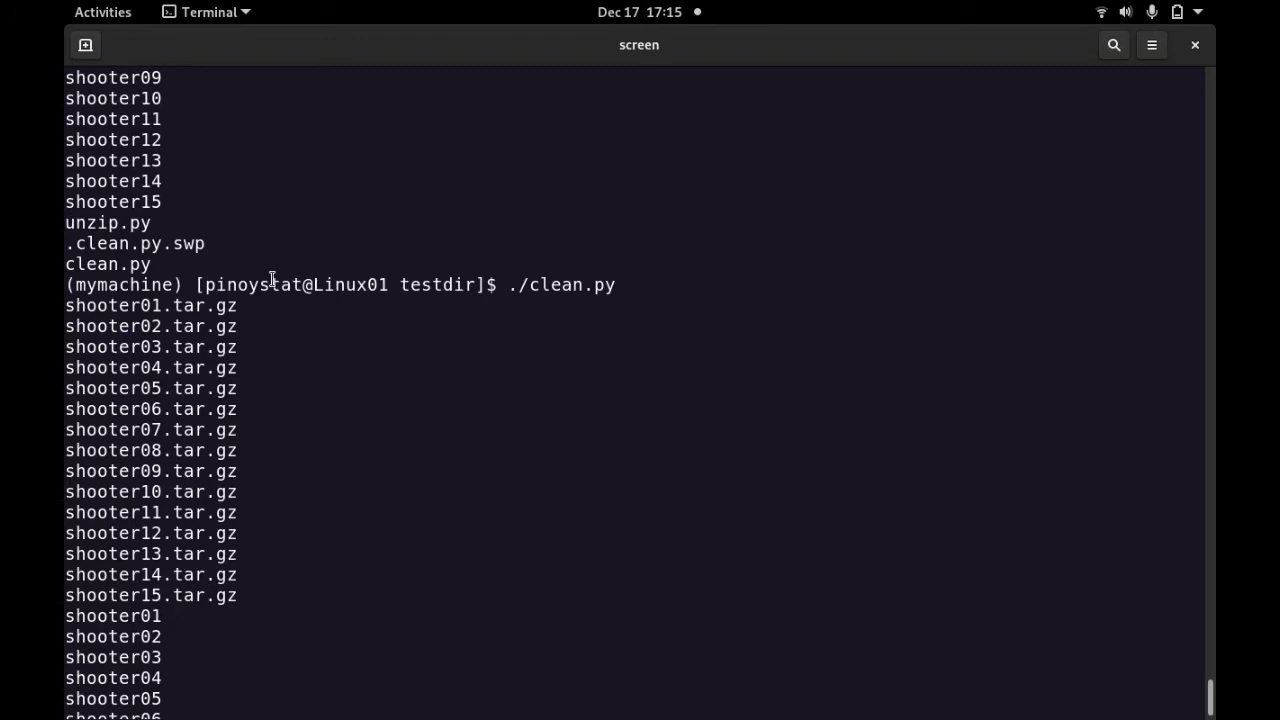 Activities
Terminal
Dec 17 17:15
screen
shooter09
shooter10
shooter11
shooter12
shooter13
shooter14
shooter15
unzip.py
.clean.py.swp
clean.py
(mymachine) [pinoystat@Linux01 testdir]$ ./clean.py
shooter01.tar.gz
shooter02.tar.gz
shooter03.tar.gz
shooter04.tar.gz
shooter05.tar.gz
shooter06.tar.gz
shooter07.tar.gz
shooter08.tar.gz
shooter09.tar.gz
shooter10.tar.gz
shooter11.tar.gz
shooter12.tar.gz
shooter13.tar.gz
shooter14.tar.gz
shooter15.tar.gz
shooter01
shooter02
shooter03
shooter04
shooter05
shooter06